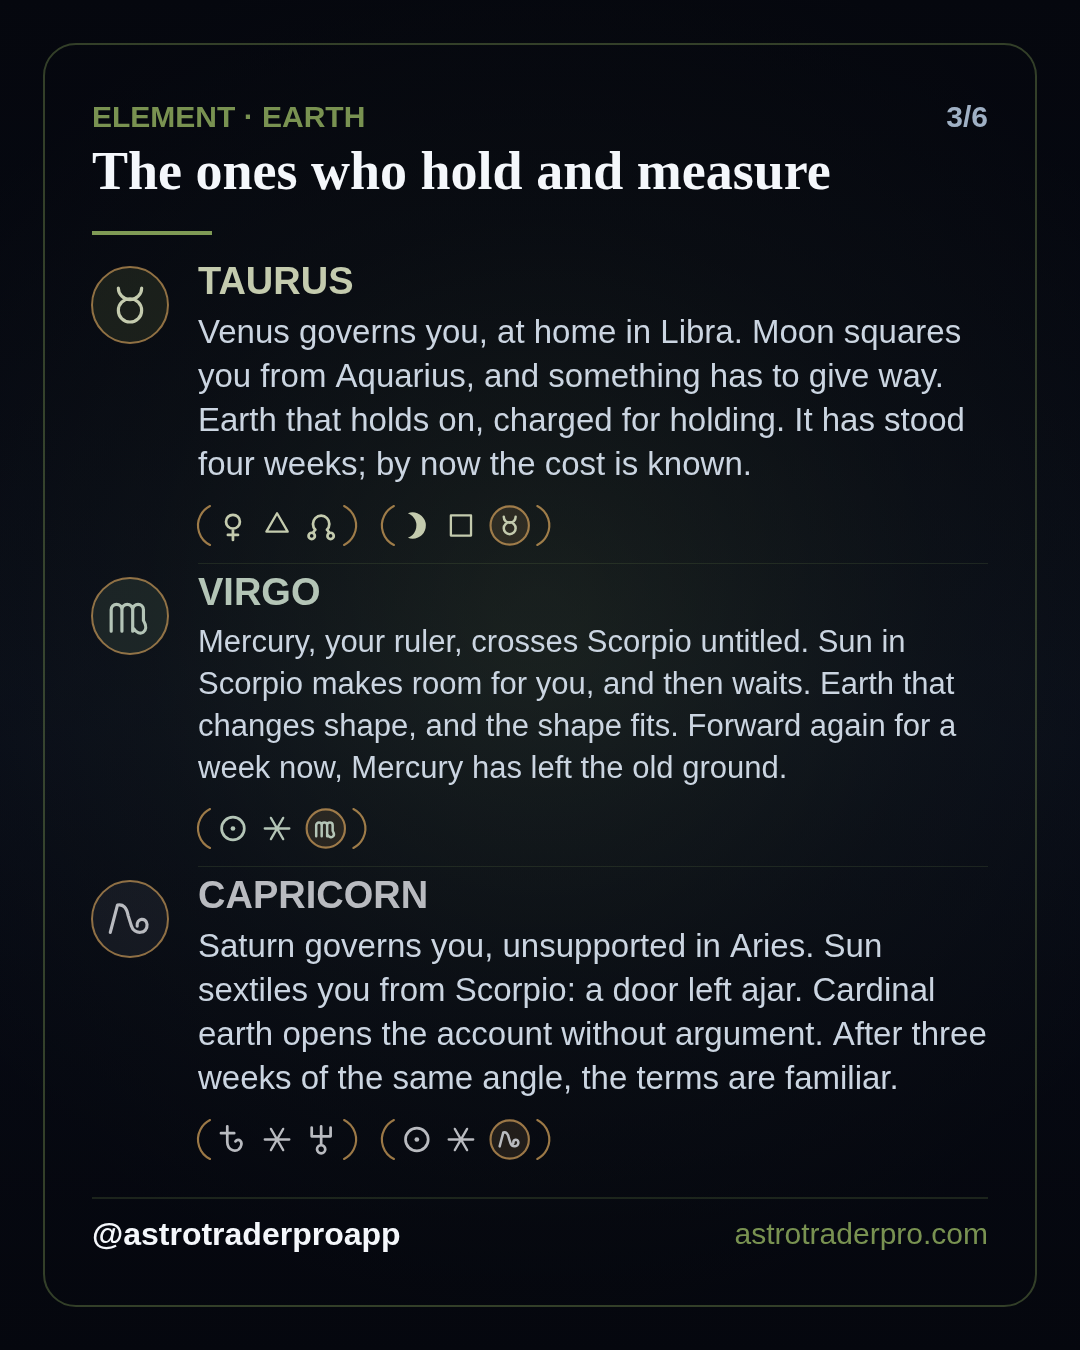 ELEMENT · EARTH
3/6
The ones who hold and measure
TAURUS
Venus governs you, at home in Libra. Moon squares
you from Aquarius, and something has to give way.
Earth that holds on, charged for holding. It has stood
four weeks; by now the cost is known.
VIRGO
Mercury, your ruler, crosses Scorpio untitled. Sun in
Scorpio makes room for you, and then waits. Earth that
changes shape, and the shape fits. Forward again for a
week now, Mercury has left the old ground.
CAPRICORN
Saturn governs you, unsupported in Aries. Sun
sextiles you from Scorpio: a door left ajar. Cardinal
earth opens the account without argument. After three
weeks of the same angle, the terms are familiar.
@astrotraderproapp
astrotraderpro.com